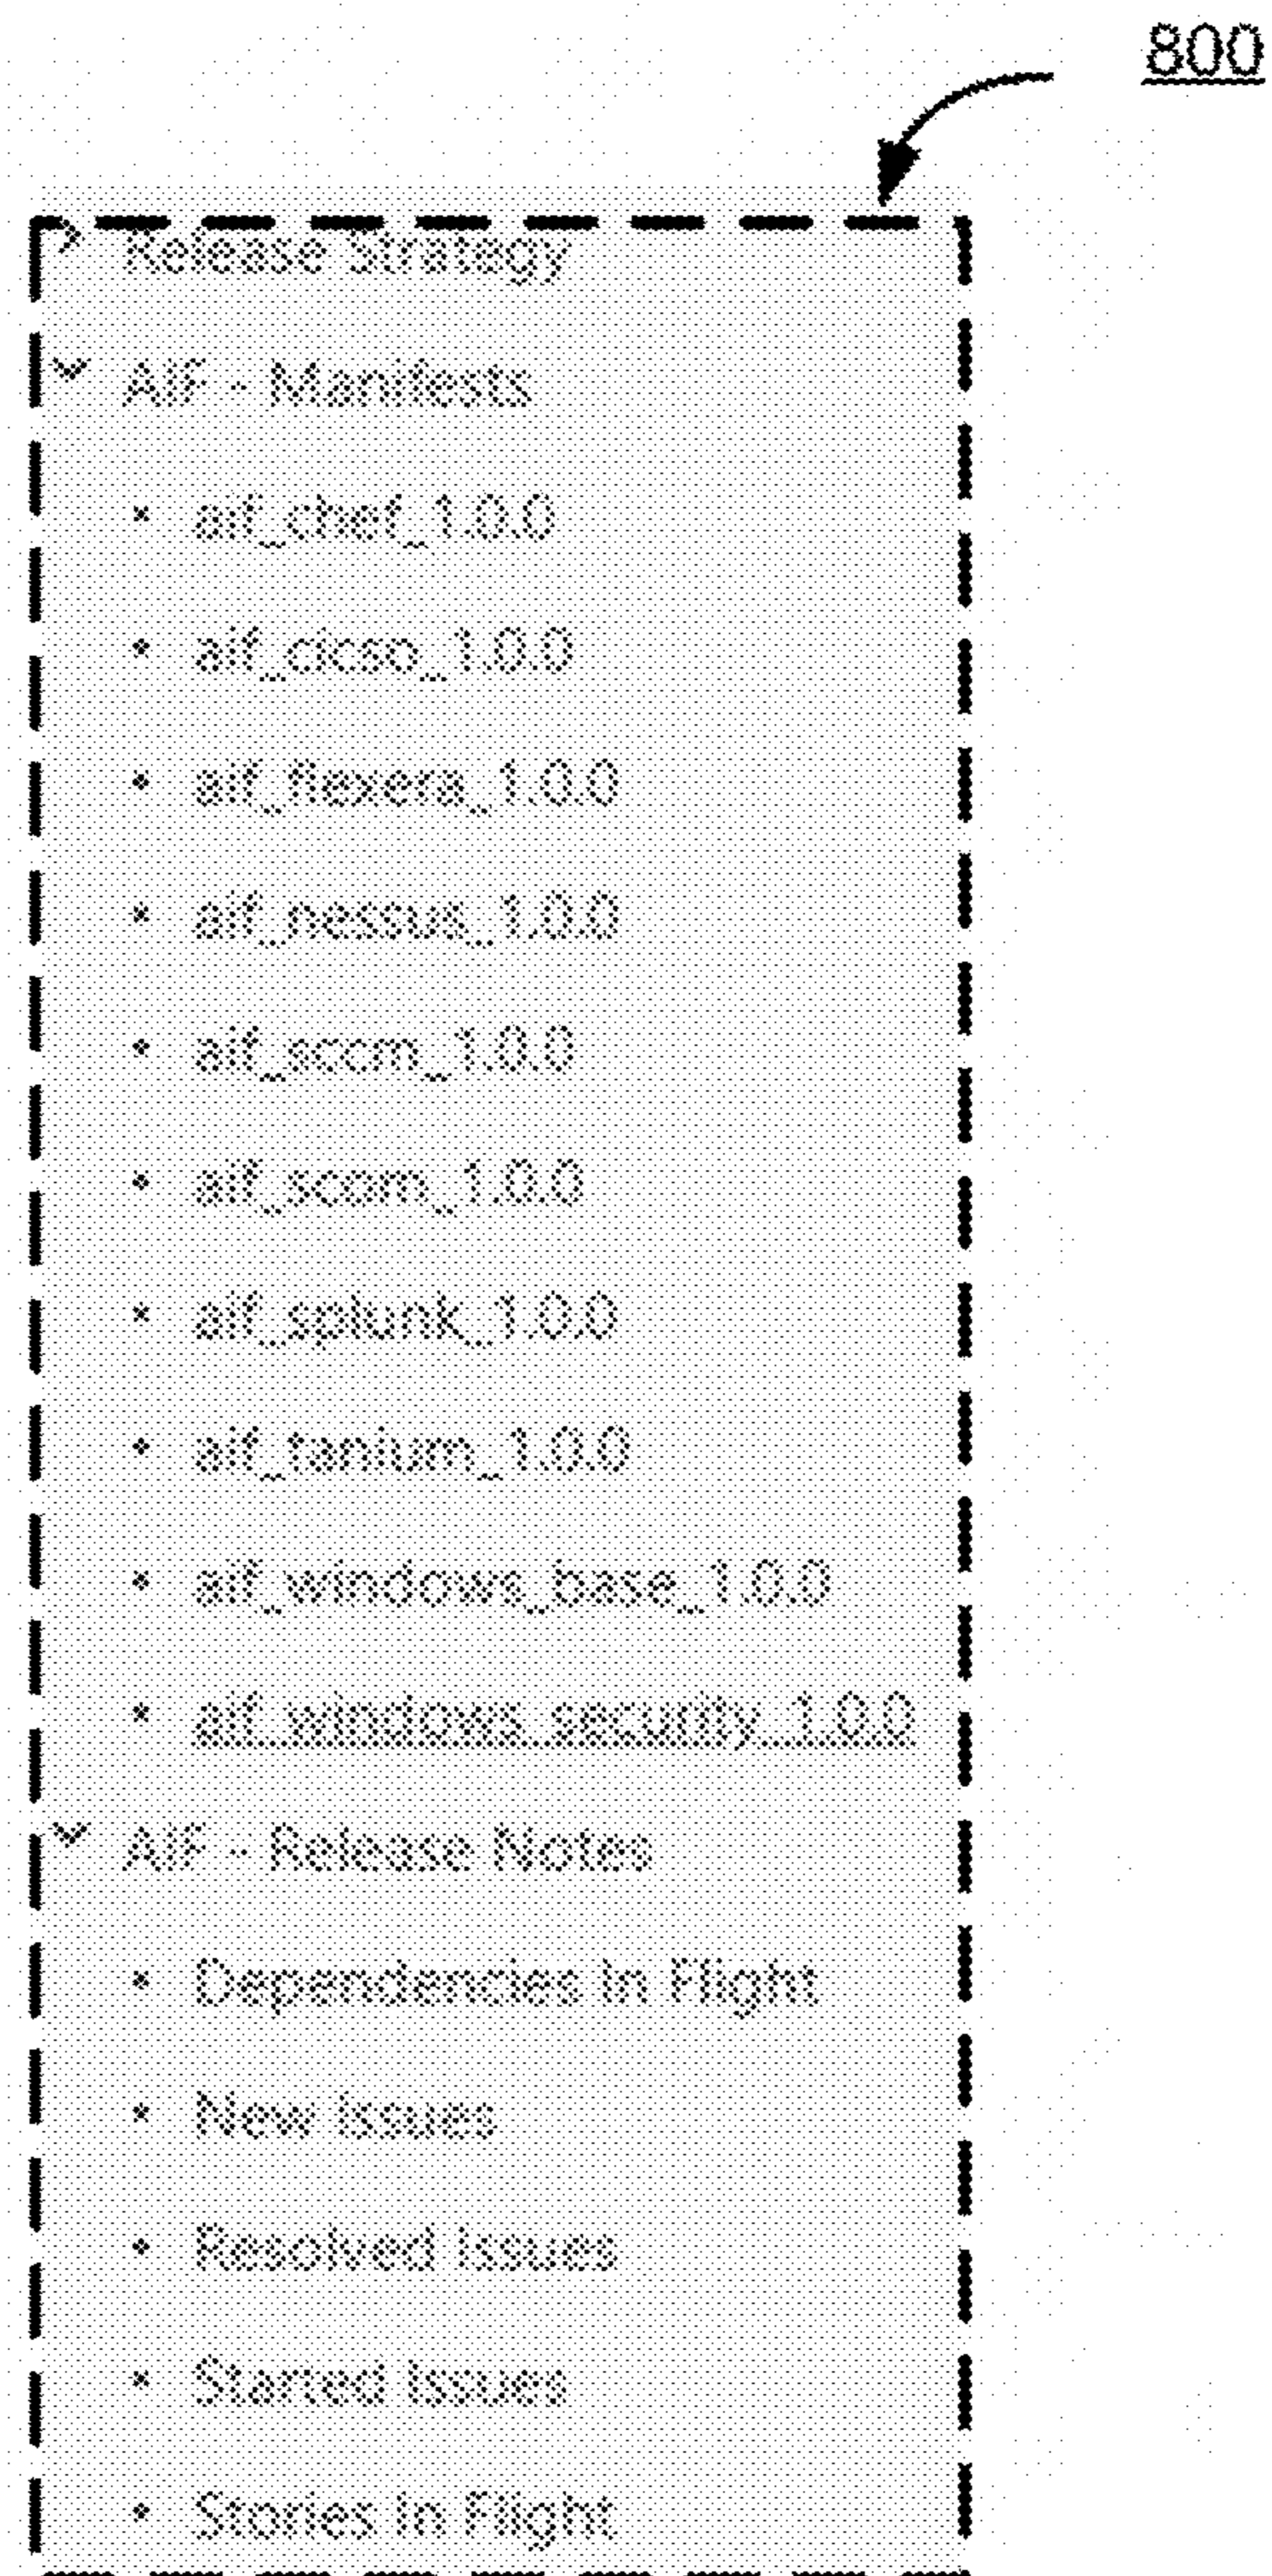 800
Release Strategy
AIF - Manifests
aif_chef_1.0.0
aif_cicso_1.0.0
aif_flexera_1.0.0
aif_nessus_1.0.0
aif_sccm_1.0.0
aif_scom_1.0.0
aif_splunk_1.0.0
aif_tanium_1.0.0
aif_windows_base_1.0.0
aif_windows_security_1.0.0
AIF - Release Notes
Dependencies In Flight
New Issues
Resolved Issues
Started Issues
Stories In Flight